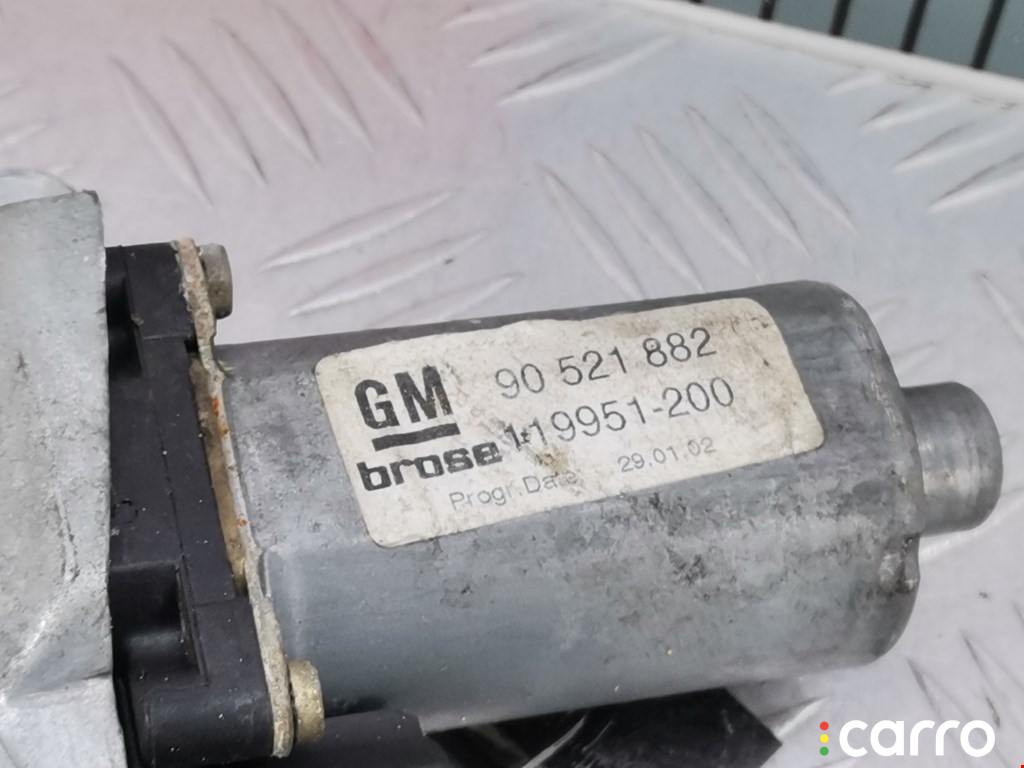 GM 90 521 882
brose 119951-200
Progr. Date 29.01.02
carro